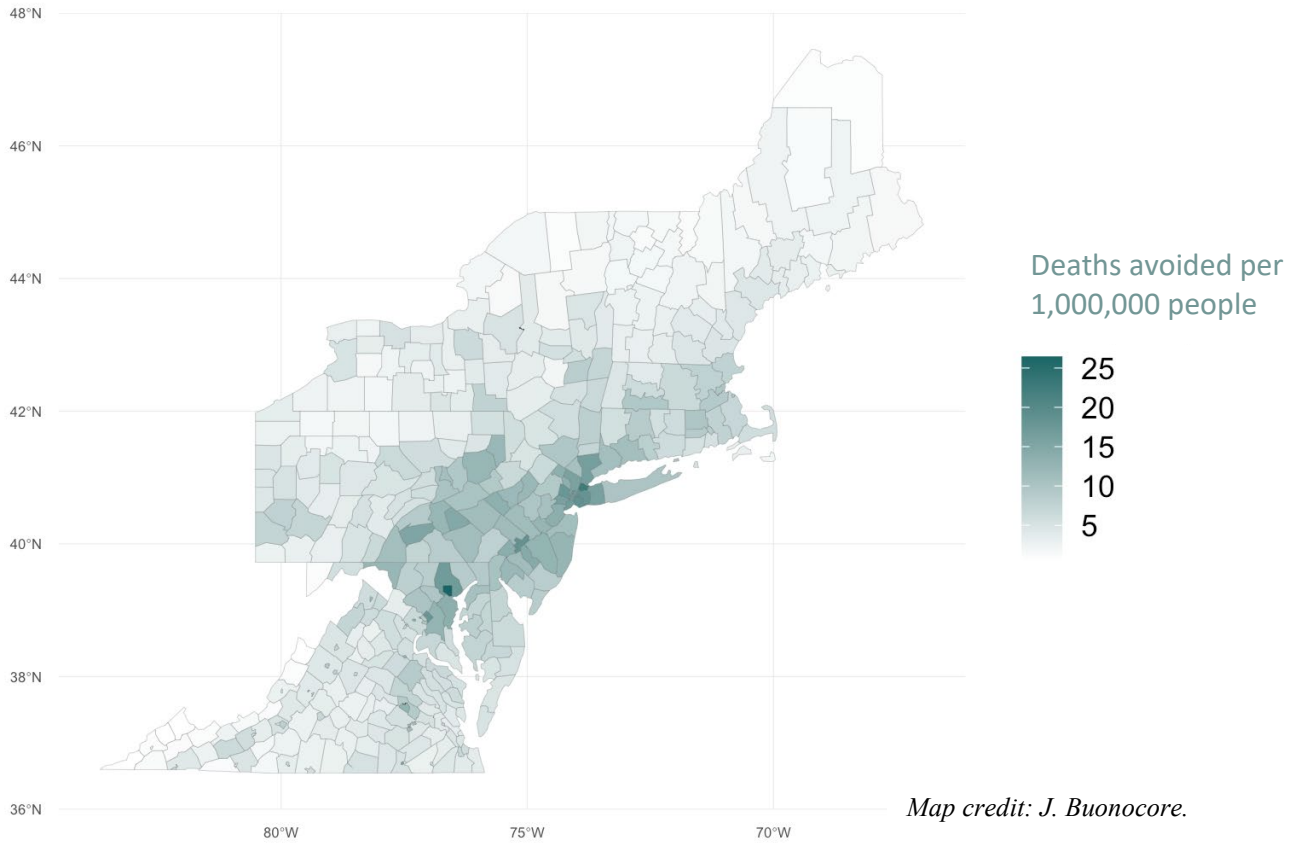 48°N
46°N
44°N
42°N
40°N
38°N
36°N
80°W
75°W
70°W
Deaths avoided per
1,000,000 people
25
20
15
10
5
Map credit: J. Buonocore.